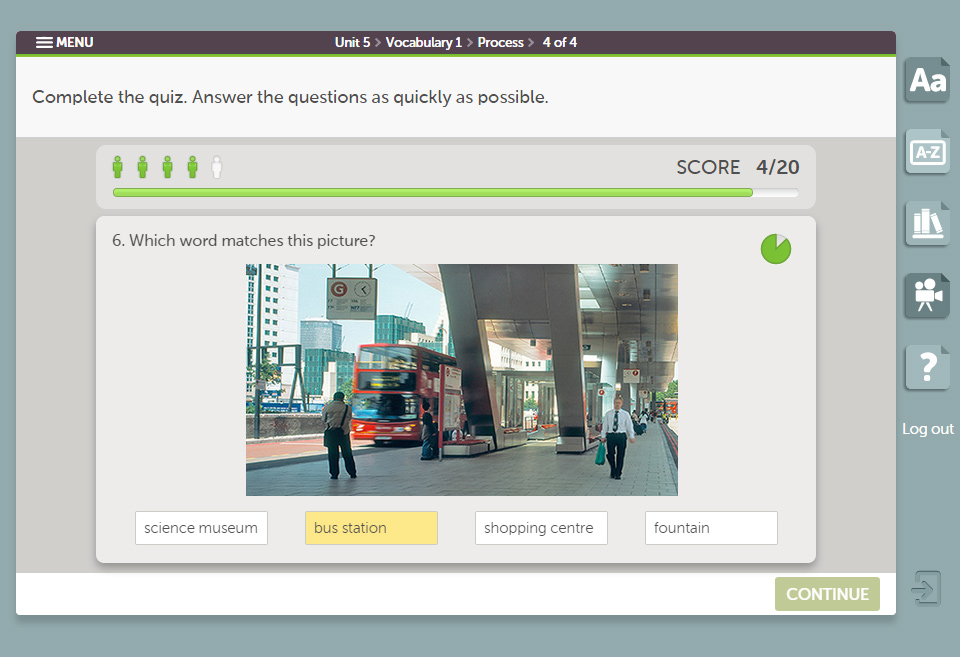 MENU
Unit 5 > Vocabulary 1 > Process > 4 of 4
Complete the quiz. Answer the questions as quickly as possible.
SCORE 4/20
6. Which word matches this picture?
G
science museum
bus station
shopping centre
fountain
CONTINUE
Aa
A-Z
?
Log out